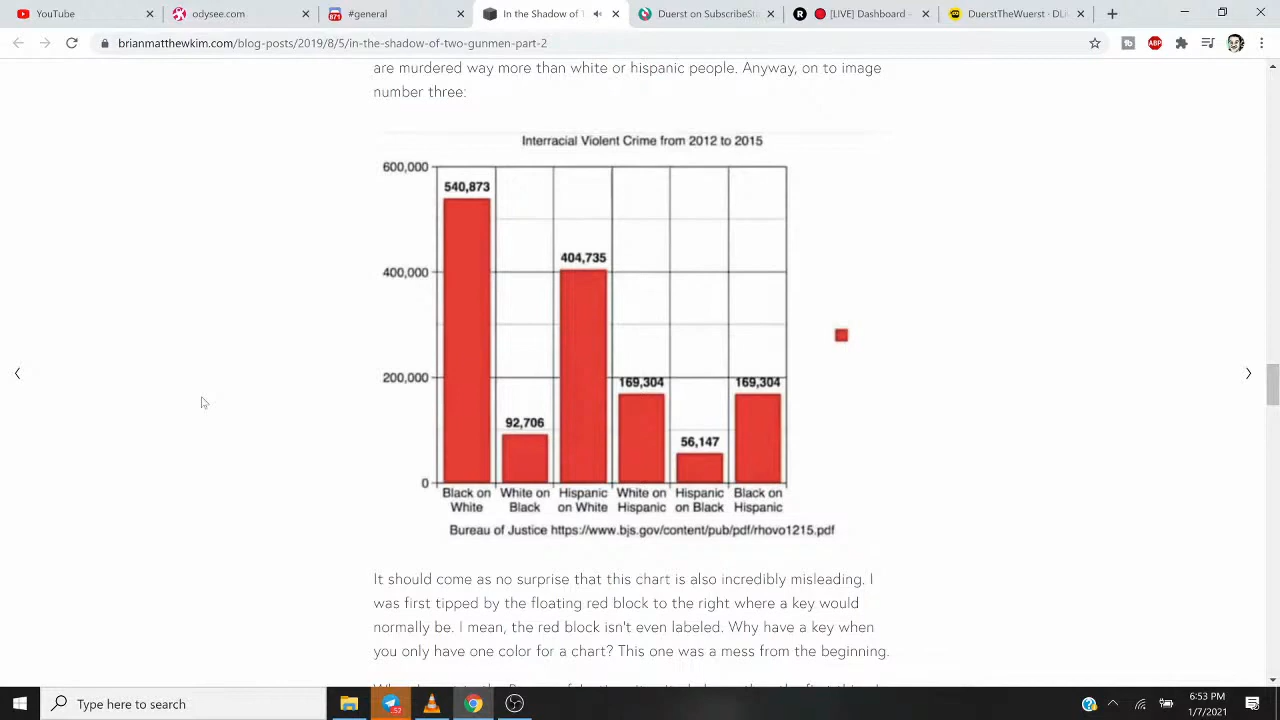 YouTube
odysee.com
871
#general
In the Shadow of T
Duerst on SubscribeSta
R
[LIVE] Dashboard -
DuerstTheWuerst - DLi
brianmatthewkim.com/blog-posts/2019/8/5/in-the-shadow-of-two-gunmen-part-2
tb
ABP
are murdered way more than white or hispanic people. Anyway, on to image
number three:
Interracial Violent Crime from 2012 to 2015
600,000
540,873
404,735
400,000
200,000
169,304
169,304
92,706
56,147
0
Black on White
White on Black
Hispanic on White
White on Hispanic
Hispanic on Black
Black on Hispanic
Bureau of Justice https://www.bjs.gov/content/pub/pdf/rhovo1215.pdf
It should come as no surprise that this chart is also incredibly misleading. I
was first tipped by the floating red block to the right where a key would
normally be. I mean, the red block isn't even labeled. Why have a key when
you only have one color for a chart? This one was a mess from the beginning.
Type here to search
52
6:53 PM
1/7/2021